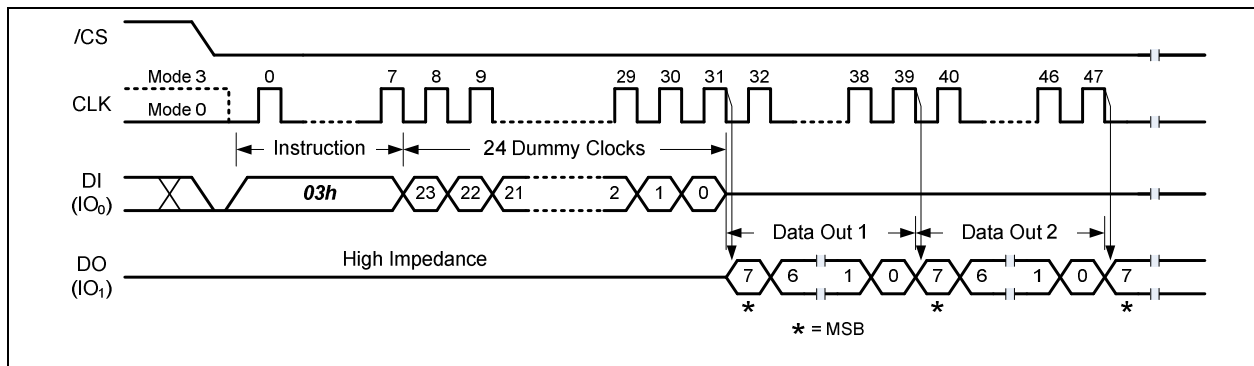 /CS
Mode 3 0 7 8 9 29 30 31 32 38 39 40 46 47
CLK
Mode 0
Instruction 24 Dummy Clocks
DI
(IO0)
03h 23 22 21 2 1 0
Data Out 1 Data Out 2
High Impedance
DO
(IO1)
7 6 1 0 7 6 1 0 7
* * *
* = MSB